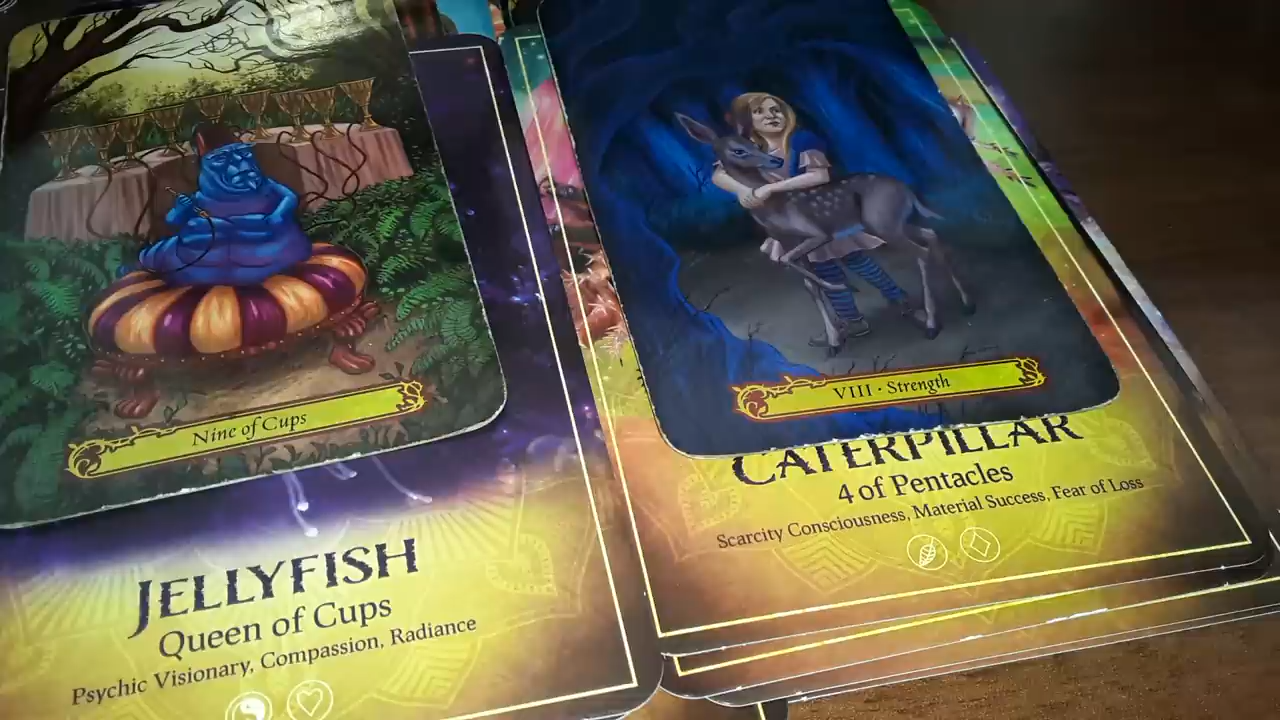 Nine of Cups
JELLYFISH
Queen of Cups
Psychic Visionary, Compassion, Radiance
VIII · Strength
CATERPILLAR
4 of Pentacles
Scarcity Consciousness, Material Success, Fear of Loss